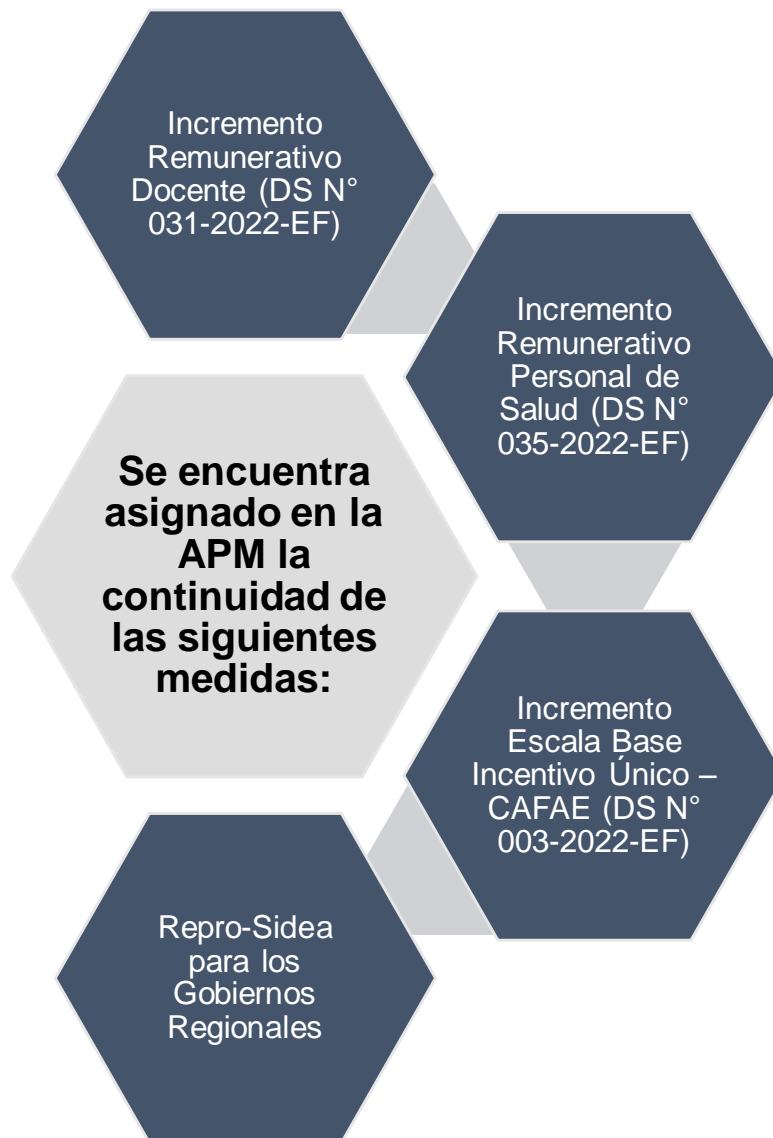 Incremento
Remunerativo
Docente (DS N°
031-2022-EF)
Incremento
Remunerativo
Personal de
Salud (DS N°
035-2022-EF)
Se encuentra
asignado en la
APM la
continuidad de
las siguientes
medidas:
Incremento
Escala Base
Incentivo Único –
CAFAE (DS N°
003-2022-EF)
Repro-Sidea
para los
Gobiernos
Regionales